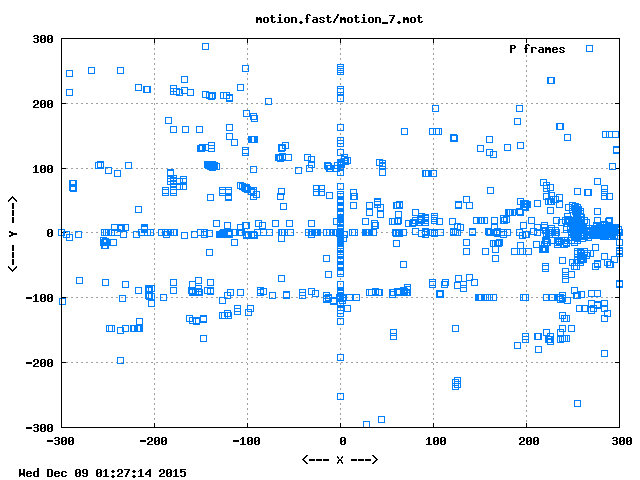 motion.fast/motion_7.mot
P frames
300
200
100
0
-100
-200
-300
<--- Y --->
-300 -200 -100 0 100 200 300
<--- X --->
Wed Dec 09 01:27:14 2015